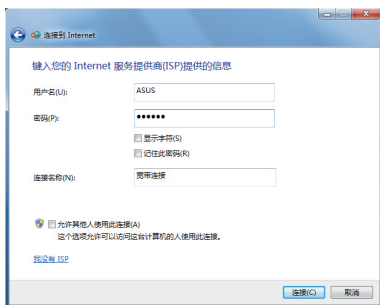 连接到 Internet
键入您的 Internet 服务提供商(ISP)提供的信息
用户名(U):
ASUS
密码(P):
••••••
显示字符(S)
记住此密码(R)
连接名称(N):
宽带连接
允许其他人使用此连接(A)
这个选项允许可以访问这台计算机的人使用此连接。
我没有 ISP
连接(C)
取消